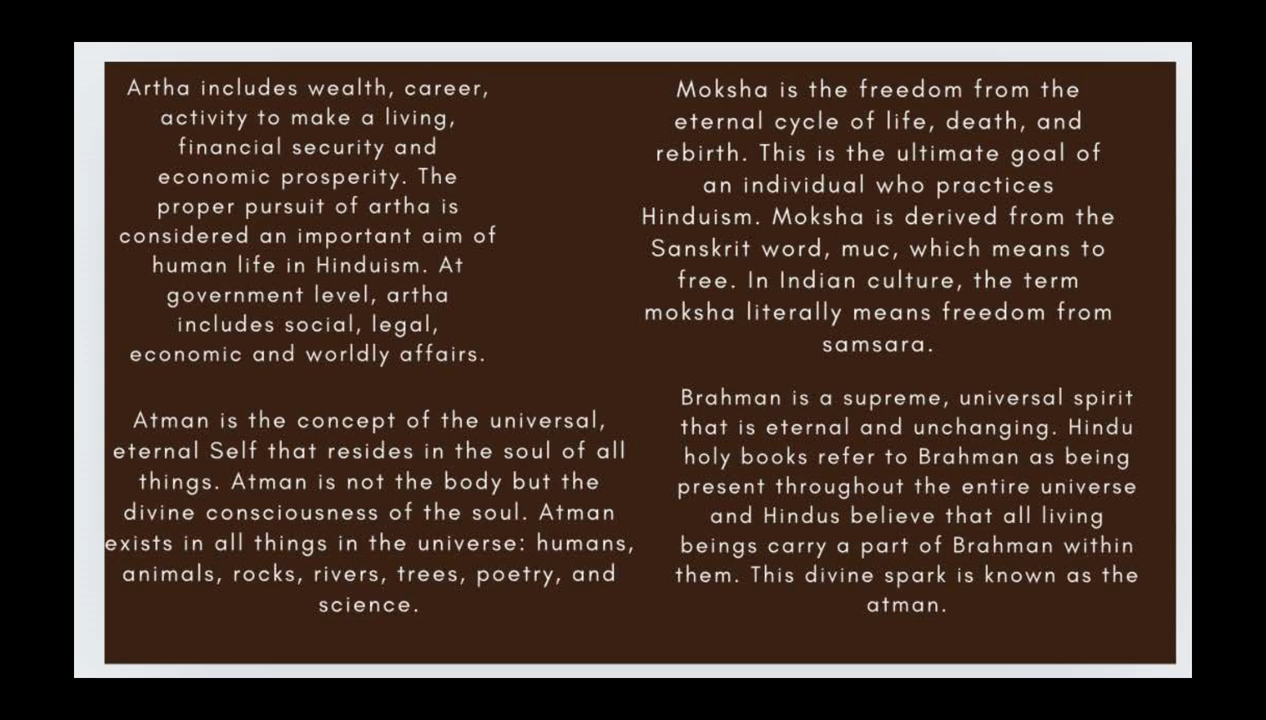 Artha includes wealth, career,
activity to make a living,
financial security and
economic prosperity. The
proper pursuit of artha is
considered an important aim of
human life in Hinduism. At
government level, artha
includes social, legal,
economic and worldly affairs.
Atman is the concept of the universal,
eternal Self that resides in the soul of all
things. Atman is not the body but the
divine consciousness of the soul. Atman
exists in all things in the universe: humans,
animals, rocks, rivers, trees, poetry, and
science.
Moksha is the freedom from the
eternal cycle of life, death, and
rebirth. This is the ultimate goal of
an individual who practices
Hinduism. Moksha is derived from the
Sanskrit word, muc, which means to
free. In Indian culture, the term
moksha literally means freedom from
samsara.
Brahman is a supreme, universal spirit
that is eternal and unchanging. Hindu
holy books refer to Brahman as being
present throughout the entire universe
and Hindus believe that all living
beings carry a part of Brahman within
them. This divine spark is known as the
atman.